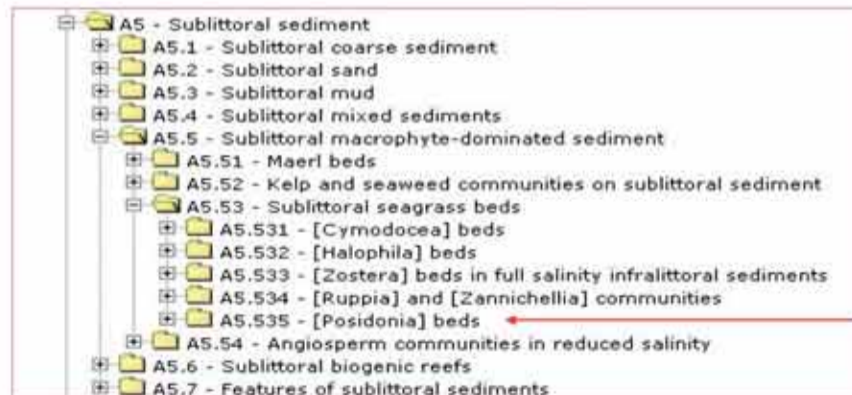 A5 - Sublittoral sediment
A5.1 - Sublittoral coarse sediment
A5.2 - Sublittoral sand
A5.3 - Sublittoral mud
A5.4 - Sublittoral mixed sediments
A5.5 - Sublittoral macrophyte-dominated sediment
A5.51 - Maerl beds
A5.52 - Kelp and seaweed communities on sublittoral sediment
A5.53 - Sublittoral seagrass beds
A5.531 - [Cymodocea] beds
A5.532 - [Halophila] beds
A5.533 - [Zostera] beds in full salinity infralittoral sediments
A5.534 - [Ruppia] and [Zannichellia] communities
A5.535 - [Posidonia] beds
A5.54 - Angiosperm communities in reduced salinity
A5.6 - Sublittoral biogenic reefs
A5.7 - Features of sublittoral sediments